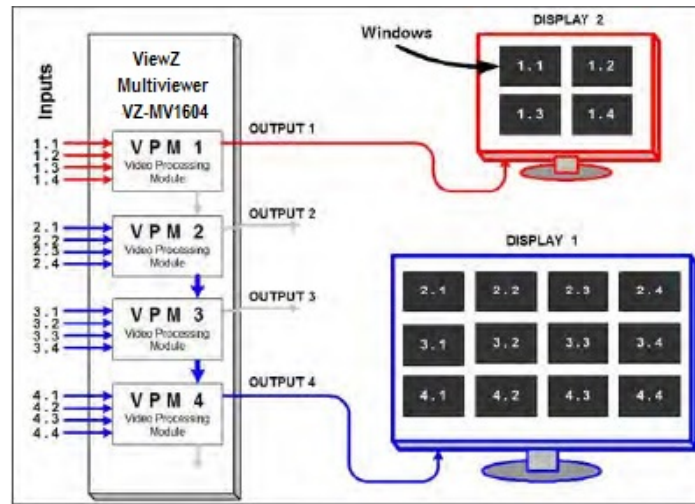 DISPLAY 2
Windows
1.1 1.2
1.3 1.4
Inputs
ViewZ
Multiviewer
VZ-MV1604
1.1
1.2
1.3
1.4
VPM 1
Video Processing
Module
OUTPUT 1
2.1
2.2
2.3
2.4
VPM 2
Video Processing
Module
OUTPUT 2
3.1
3.2
3.3
3.4
VPM 3
Video Processing
Module
OUTPUT 3
4.1
4.2
4.3
4.4
VPM 4
Video Processing
Module
OUTPUT 4
DISPLAY 1
2.1 2.2 2.3 2.4
3.1 3.2 3.3 3.4
4.1 4.2 4.3 4.4